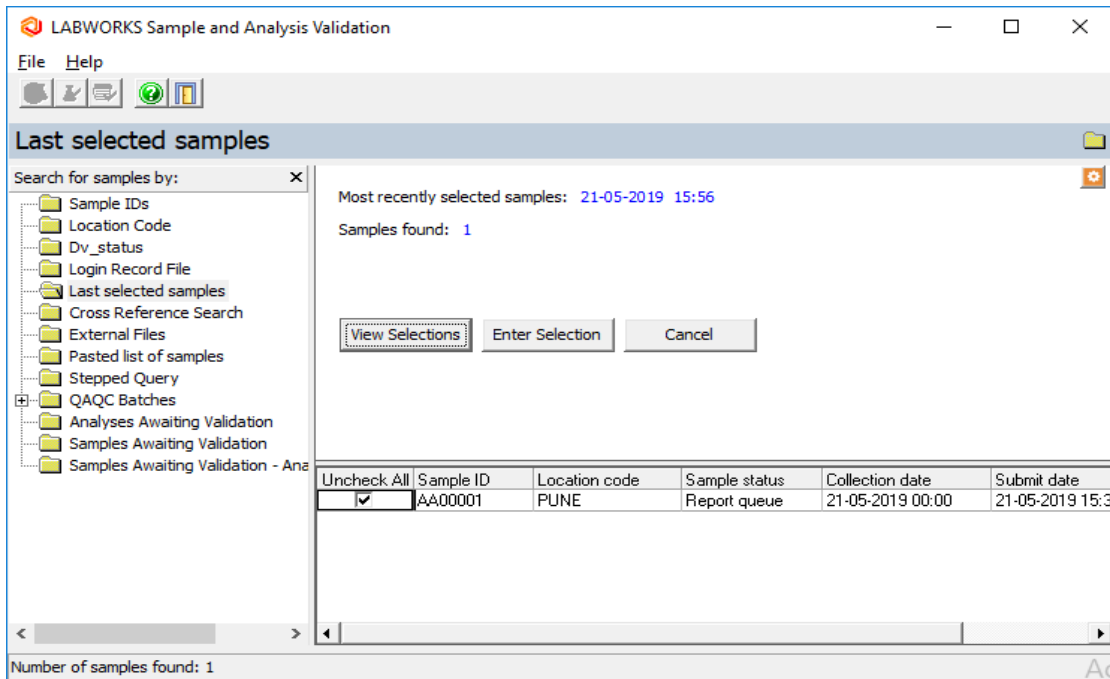 LABWORKS Sample and Analysis Validation
File Help
Last selected samples
Search for samples by:
Sample IDs
Location Code
Dv_status
Login Record File
Last selected samples
Cross Reference Search
External Files
Pasted list of samples
Stepped Query
QAQC Batches
Analyses Awaiting Validation
Samples Awaiting Validation
Samples Awaiting Validation - Ana
Most recently selected samples: 21-05-2019 15:56
Samples found: 1
View Selections Enter Selection Cancel
Uncheck All Sample ID Location code Sample status Collection date Submit date
AA00001 PUNE Report queue 21-05-2019 00:00 21-05-2019 15:3
Number of samples found: 1